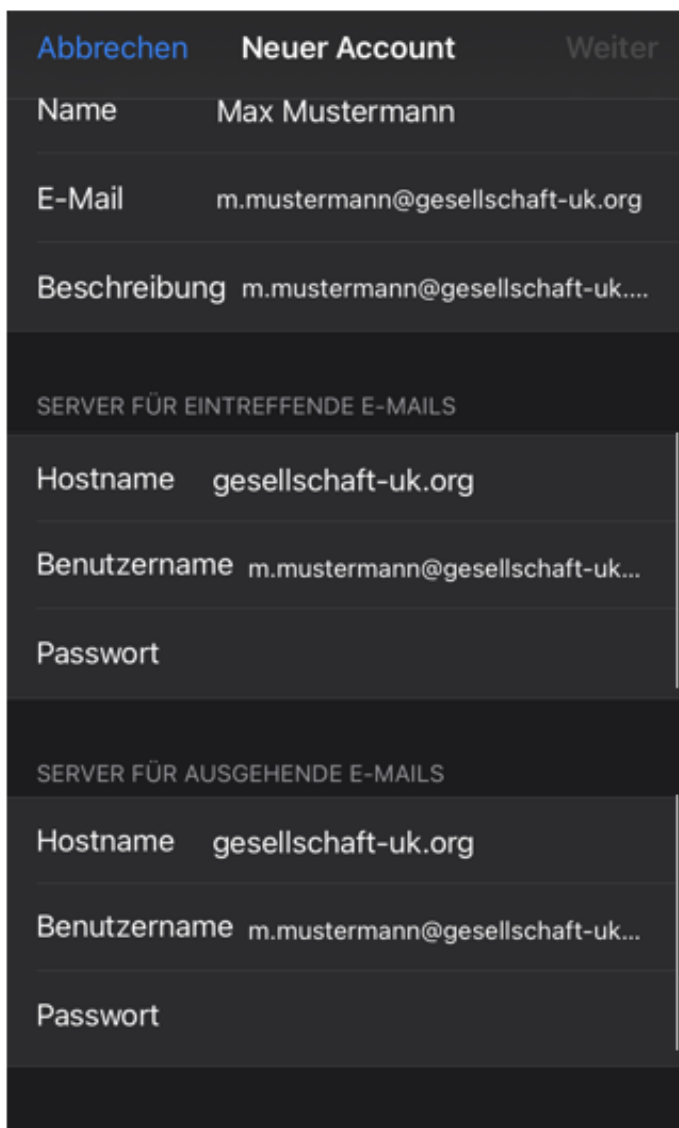 Abbrechen Neuer Account Weiter
Name Max Mustermann
E-Mail m.mustermann@gesellschaft-uk.org
Beschreibung m.mustermann@gesellschaft-uk....
SERVER FÜR EINTREFFENDE E-MAILS
Hostname gesellschaft-uk.org
Benutzername m.mustermann@gesellschaft-uk...
Passwort
SERVER FÜR AUSGEHENDE E-MAILS
Hostname gesellschaft-uk.org
Benutzername m.mustermann@gesellschaft-uk...
Passwort